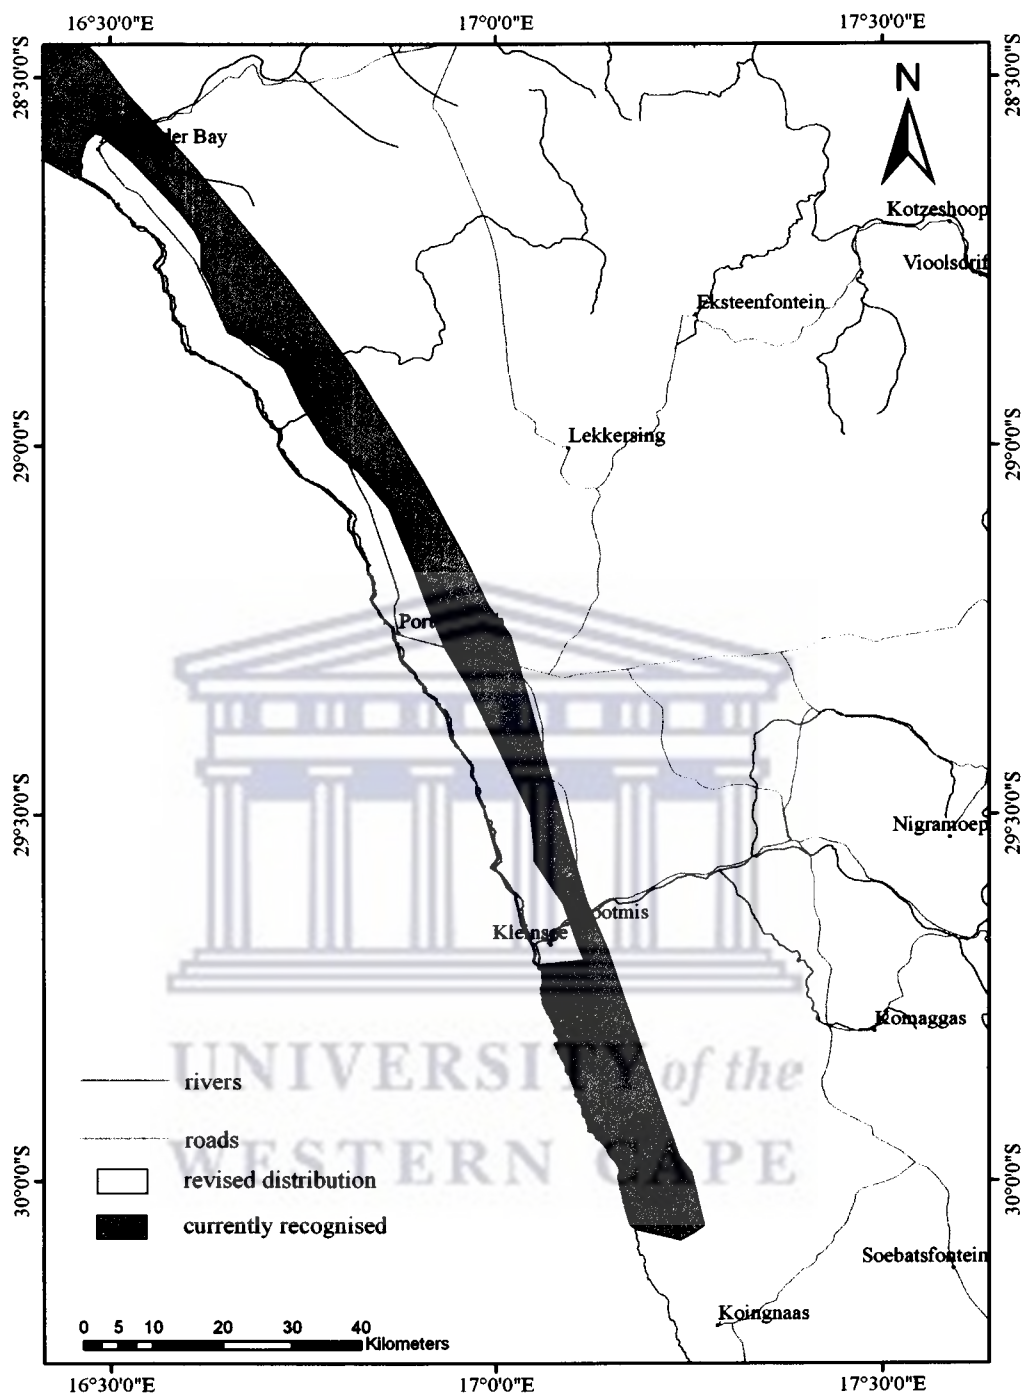 16°30'0"E 17°0'0"E 17°30'0"E
28°30'0"S 28°30'0"S
N
der Bay
Kotzeshoop
Vioolsdrif
Eksteenfontein
Lekkersing
29°0'0"S 29°0'0"S
Port
29°30'0"S 29°30'0"S
Nigramoep
ootmis
Kleinsee
Komaggas
UNIVERSITY of the
WESTERN CAPE
rivers
roads
revised distribution
currently recognised
30°0'0"S 30°0'0"S
Soebatsfontein
Koingnaas
0 5 10 20 30 40
Kilometers
16°30'0"E 17°0'0"E 17°30'0"E